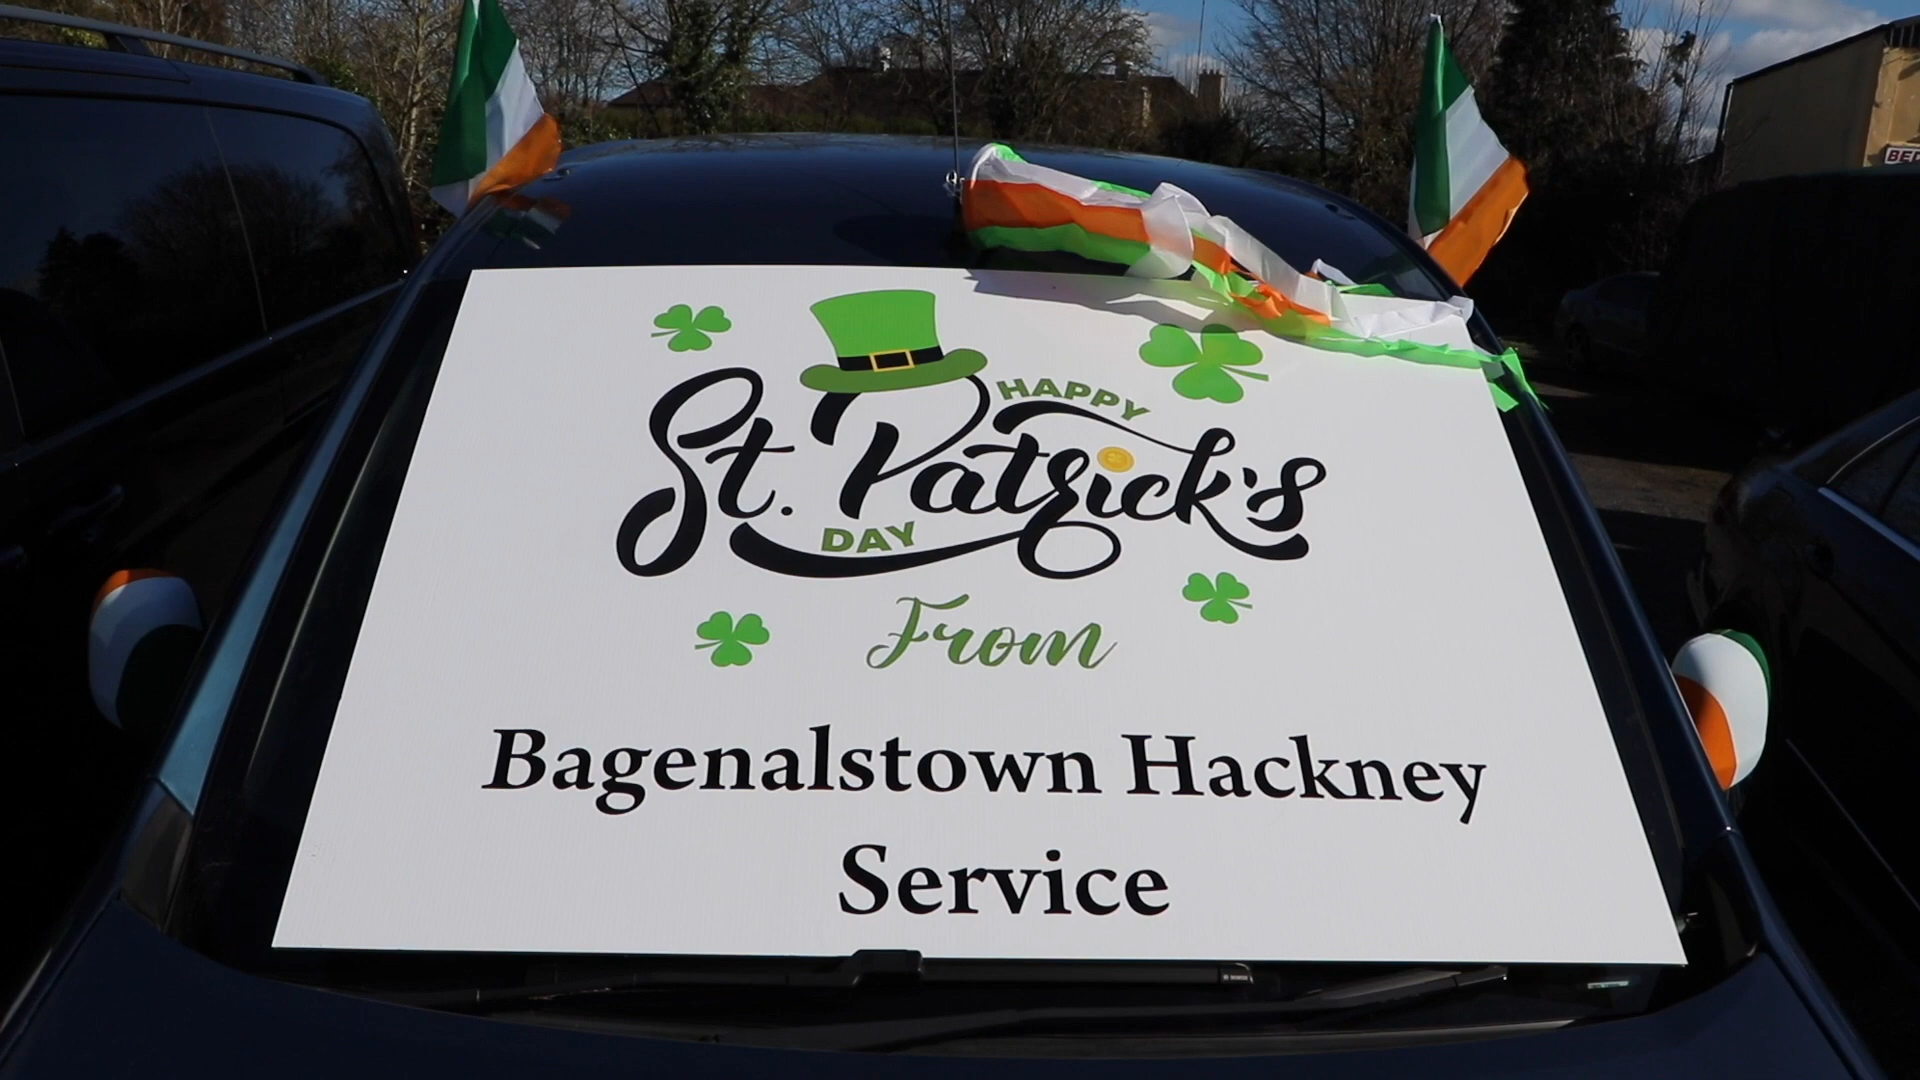 HAPPY
St. Patrick's
DAY
From
Bagenalstown Hackney
Service